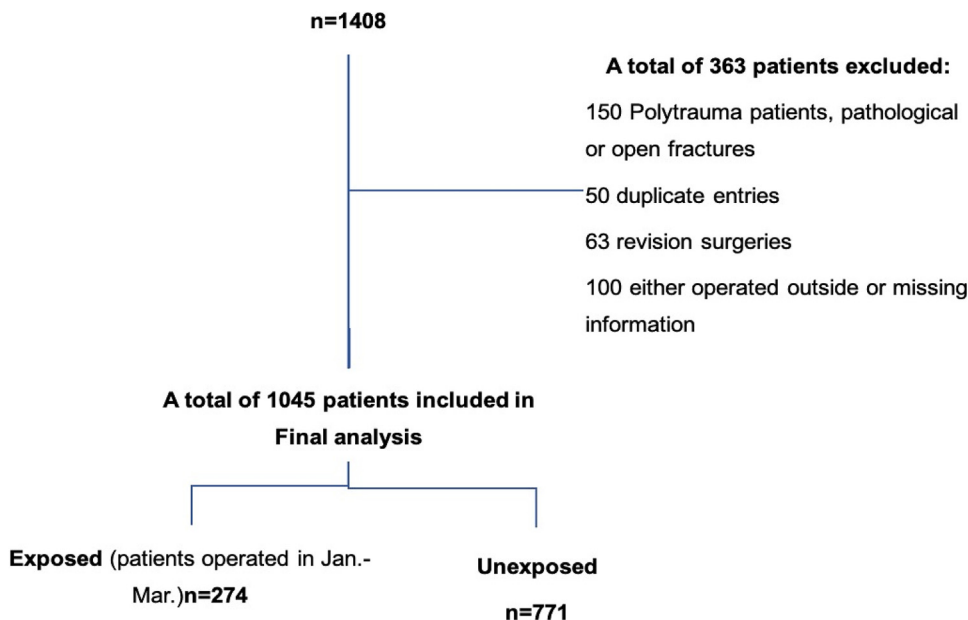 n=1408
A total of 363 patients excluded:
150 Polytrauma patients, pathological
or open fractures
50 duplicate entries
63 revision surgeries
100 either operated outside or missing
information
A total of 1045 patients included in
Final analysis
Exposed (patients operated in Jan.-
Mar.)n=274
Unexposed
n=771